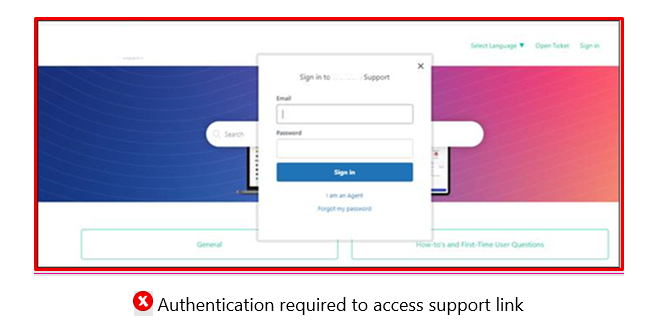 Select Language ▼ Open Ticket Sign in
Sign in to Support
Email
Search
Password
Sign in
I am an Agent
Forgot my password
General
How-to's and First-Time User Questions
Authentication required to access support link